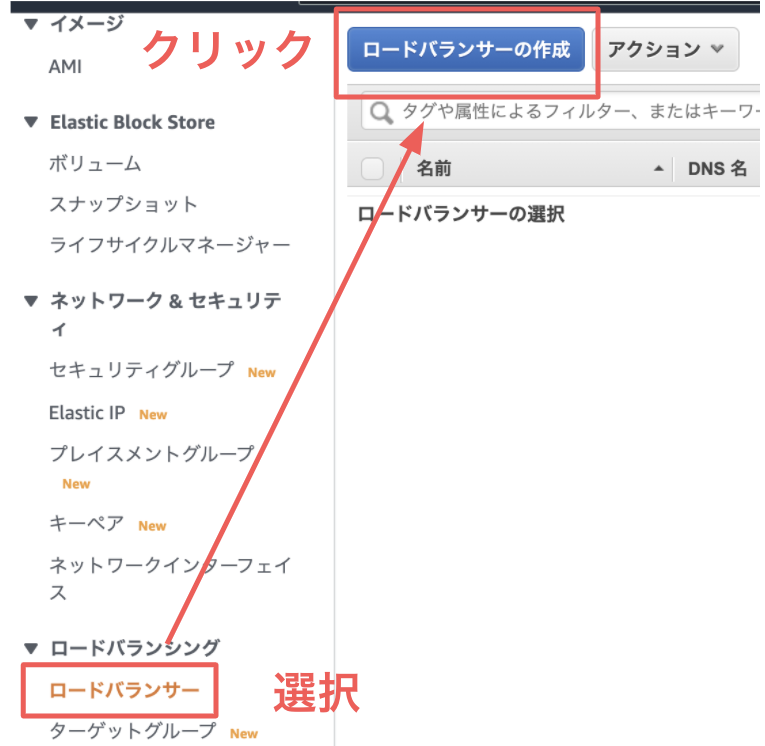 イメージ
AMI
Elastic Block Store
ボリューム
スナップショット
ライフサイクルマネージャー
ネットワーク & セキュリテ
ィ
セキュリティグループ New
Elastic IP New
プレイスメントグループ
New
キーペア New
ネットワークインターフェイ
ス
ロードバランシング
ロードバランサー
ターゲットグループ New
クリック
選択
ロードバランサーの作成 アクション
タグや属性によるフィルター、またはキーワー
名前 DNS 名
ロードバランサーの選択